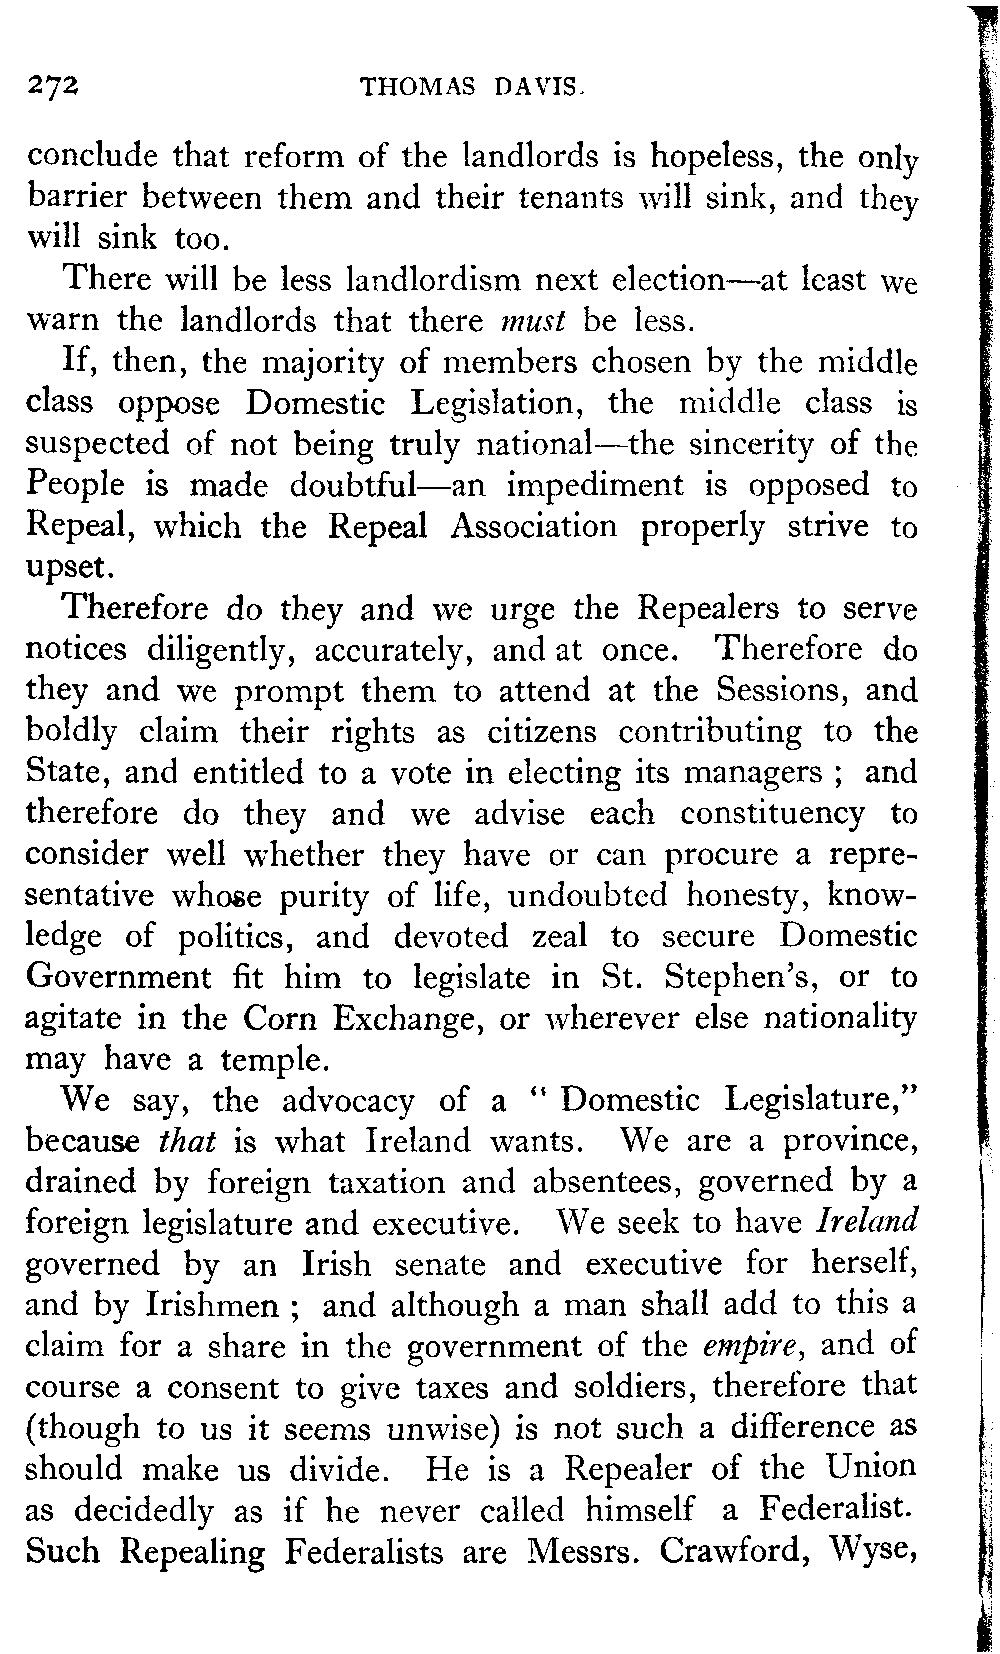 272 THOMAS DAVIS.
conclude that reform of the landlords is hopeless, the only
barrier between them and their tenants will sink, and they
will sink too.
There will be less landlordism next election—at least we
warn the landlords that there must be less.
If, then, the majority of members chosen by the middle
class oppose Domestic Legislation, the middle class is
suspected of not being truly national—the sincerity of the
People is made doubtful—an impediment is opposed to
Repeal, which the Repeal Association properly strive to
upset.
Therefore do they and we urge the Repealers to serve
notices diligently, accurately, and at once. Therefore do
they and we prompt them to attend at the Sessions, and
boldly claim their rights as citizens contributing to the
State, and entitled to a vote in electing its managers ; and
therefore do they and we advise each constituency to
consider well whether they have or can procure a repre-
sentative whose purity of life, undoubted honesty, know-
ledge of politics, and devoted zeal to secure Domestic
Government fit him to legislate in St. Stephen's, or to
agitate in the Corn Exchange, or wherever else nationality
may have a temple.
We say, the advocacy of a " Domestic Legislature,"
because that is what Ireland wants. We are a province,
drained by foreign taxation and absentees, governed by a
foreign legislature and executive. We seek to have Ireland
governed by an Irish senate and executive for herself,
and by Irishmen ; and although a man shall add to this a
claim for a share in the government of the empire, and of
course a consent to give taxes and soldiers, therefore that
(though to us it seems unwise) is not such a difference as
should make us divide. He is a Repealer of the Union
as decidedly as if he never called himself a Federalist.
Such Repealing Federalists are Messrs. Crawford, Wyse,